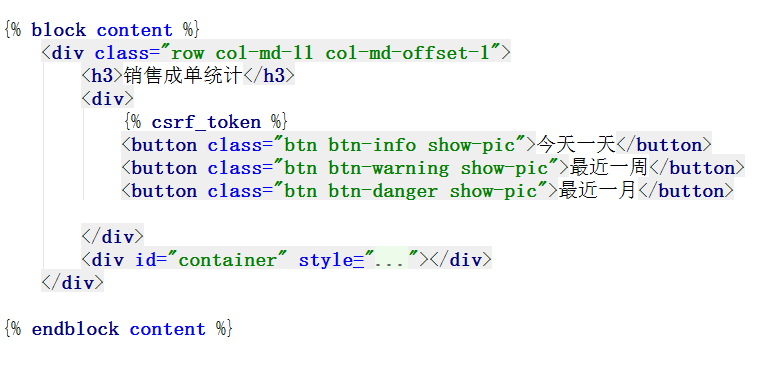 {% block content %}
<div class="row col-md-11 col-md-offset-1">
<h3>销售成单统计</h3>
<div>
{% csrf_token %}
<button class="btn btn-info show-pic">今天一天</button>
<button class="btn btn-warning show-pic">最近一周</button>
<button class="btn btn-danger show-pic">最近一月</button>
</div>
<div id="container" style="..."></div>
</div>
{% endblock content %}